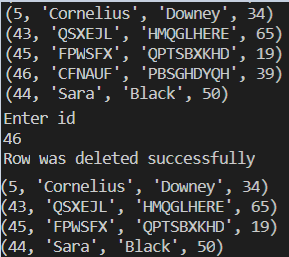 (5, 'Cornelius', 'Downey', 34)
(43, 'QSXEJL', 'HMQGLHERE', 65)
(45, 'FPWSFX', 'QPTSBXKHD', 19)
(46, 'CFNAUF', 'PBSGHDYQH', 39)
(44, 'Sara', 'Black', 50)
Enter id
46
Row was deleted successfully
(5, 'Cornelius', 'Downey', 34)
(43, 'QSXEJL', 'HMQGLHERE', 65)
(45, 'FPWSFX', 'QPTSBXKHD', 19)
(44, 'Sara', 'Black', 50)